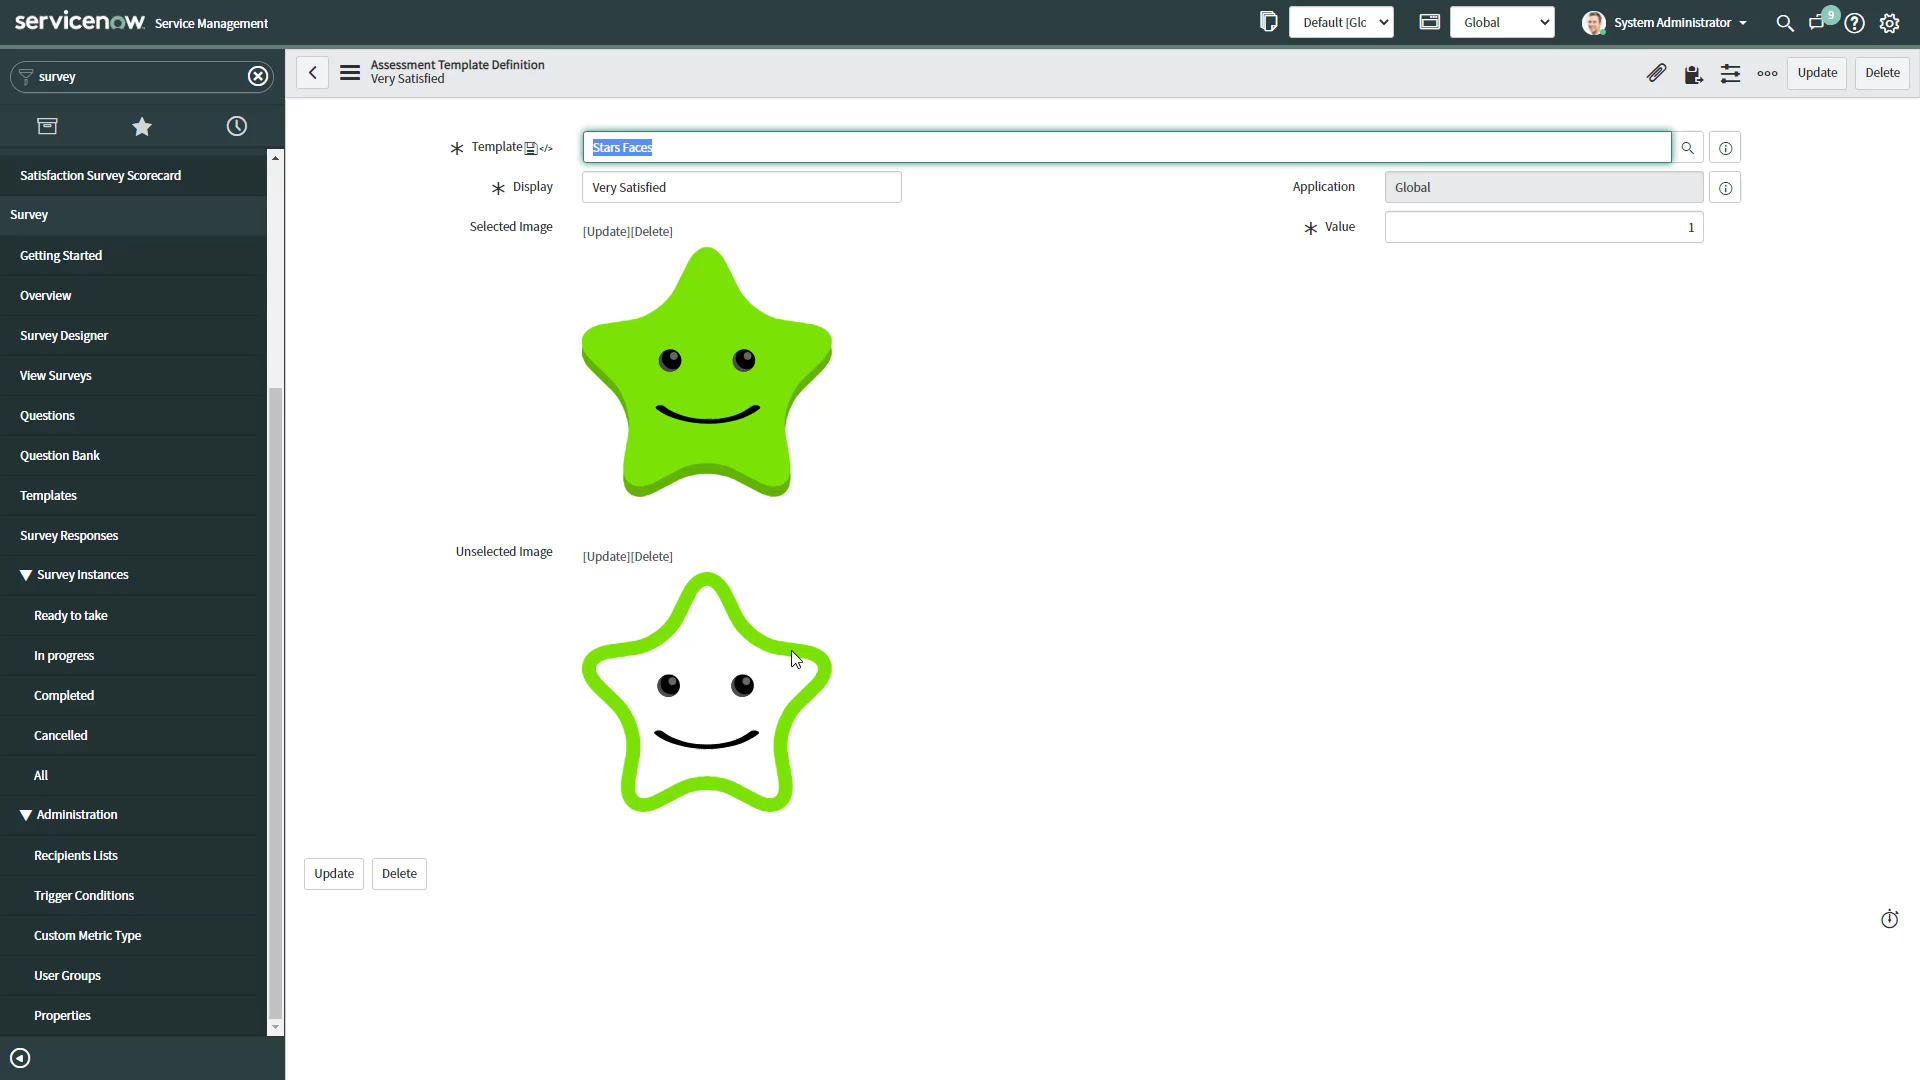 servicenow Service Management
Default [Glc
Global
System Administrator
9
survey
Assessment Template Definition
Very Satisfied
Update
Delete
Satisfaction Survey Scorecard
Survey
Getting Started
Overview
Survey Designer
View Surveys
Questions
Question Bank
Templates
Survey Responses
Survey Instances
Ready to take
In progress
Completed
Cancelled
All
Administration
Recipients Lists
Trigger Conditions
Custom Metric Type
User Groups
Properties
Template </> Stars Faces
Display Very Satisfied
Application Global
Selected Image [Update][Delete]
Value 1
Unselected Image [Update][Delete]
Update Delete